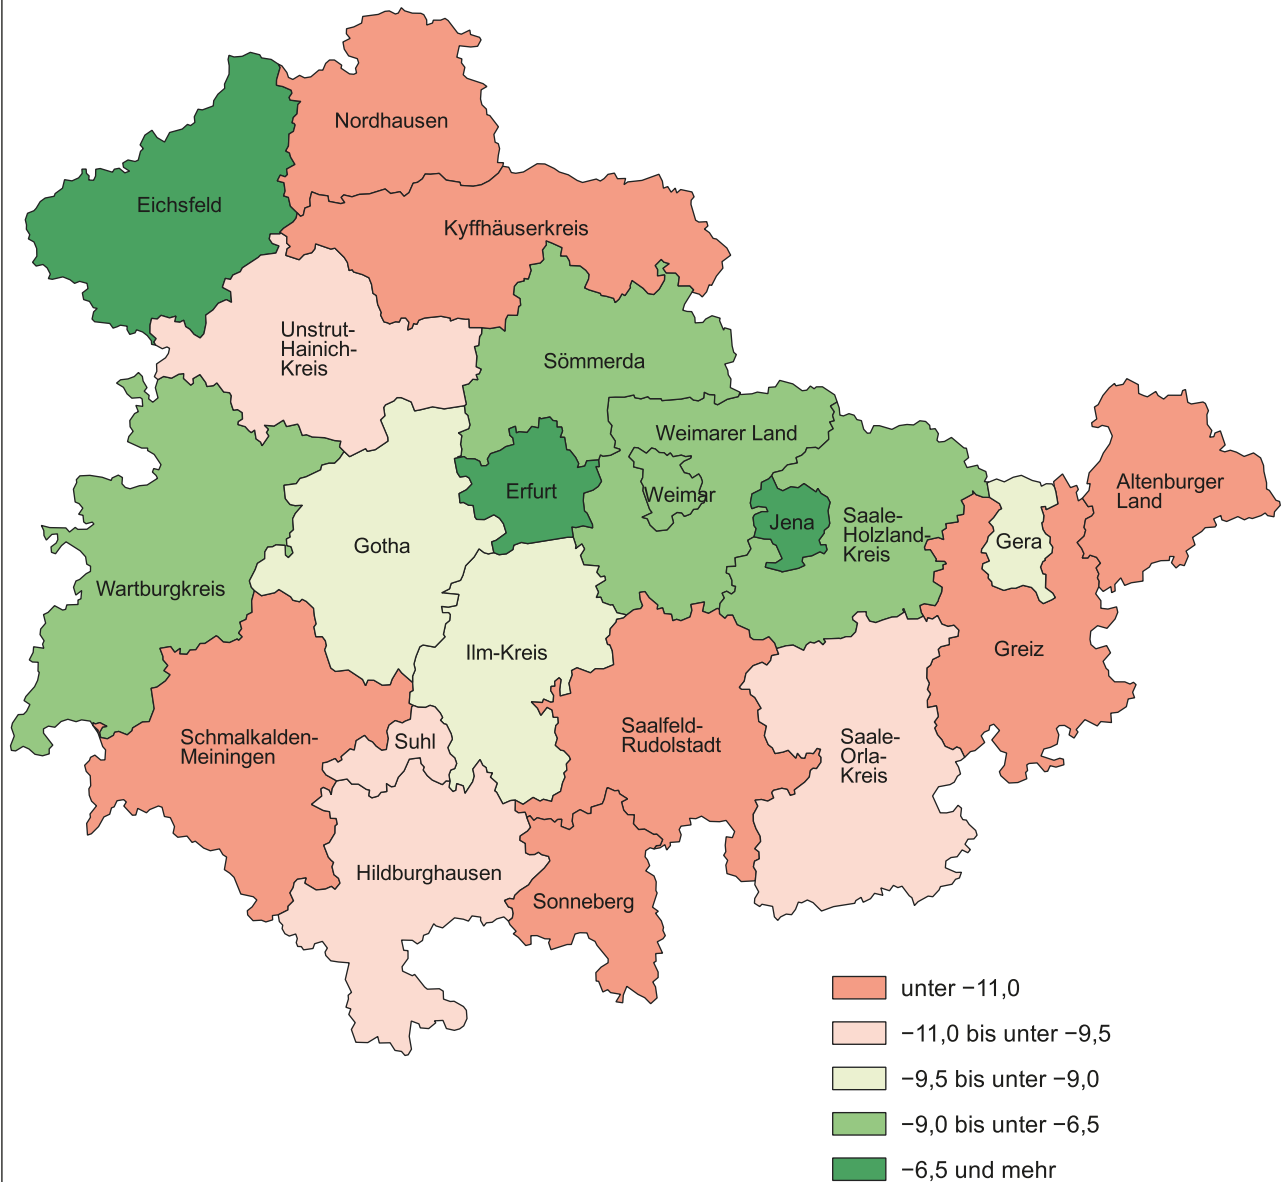 Nordhausen
Eichsfeld
Kyffhäuserkreis
Unstrut-
Hainich-
Kreis
Sömmerda
Weimarer Land
Altenburger
Land
Erfurt
Weimar
Jena
Saale-
Holzland-
Kreis
Gera
Gotha
Wartburgkreis
Ilm-Kreis
Greiz
Schmalkalden-
Meiningen
Suhl
Saalfeld-
Rudolstadt
Saale-
Orla-
Kreis
Hildburghausen
Sonneberg
unter −11,0
−11,0 bis unter −9,5
−9,5 bis unter −9,0
−9,0 bis unter −6,5
−6,5 und mehr